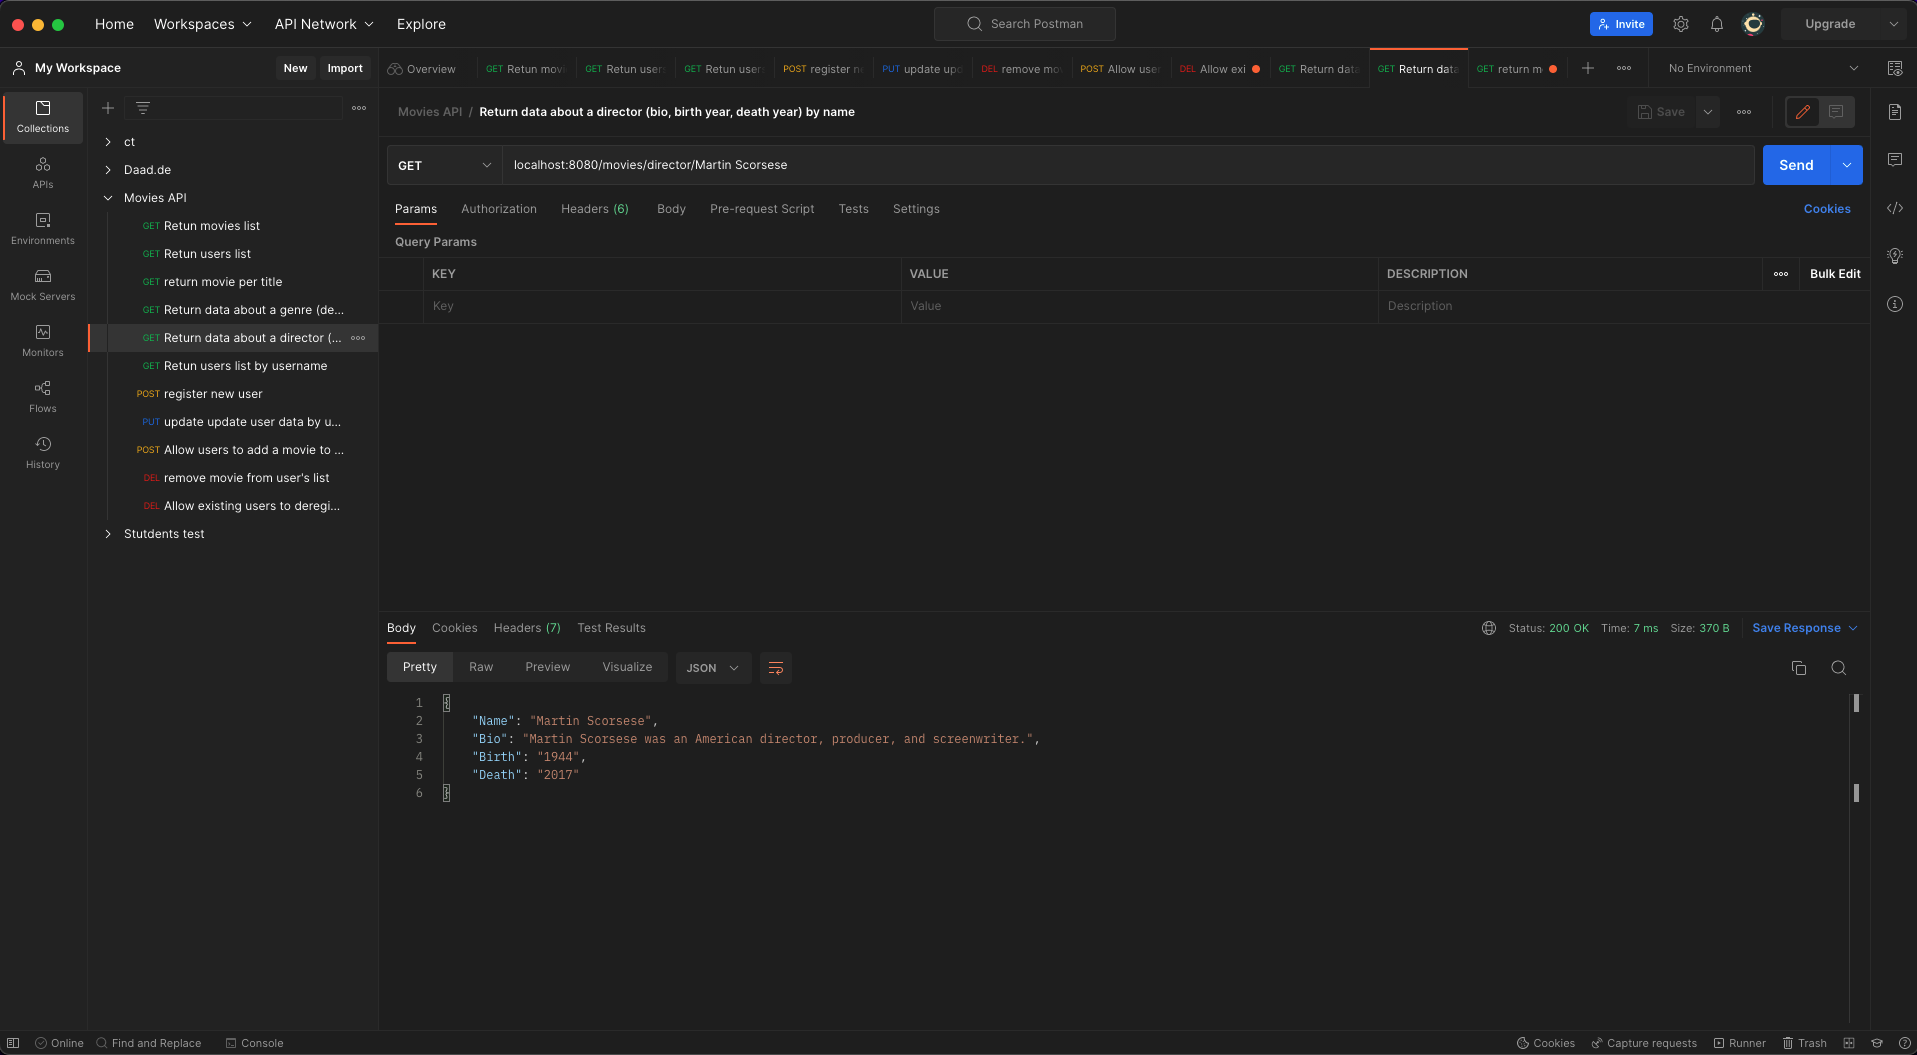 Home Workspaces API Network Explore Search Postman Invite Upgrade
My Workspace New Import
Overview GET Retun movi GET Retun users GET Retun users POST register ne PUT update upd DEL remove mov POST Allow user DEL Allow exi GET Return data GET Return data GET return m No Environment
Movies API / Return data about a director (bio, birth year, death year) by name Save
GET localhost:8080/movies/director/Martin Scorsese Send
Params Authorization Headers (6) Body Pre-request Script Tests Settings Cookies
Query Params
KEY VALUE DESCRIPTION Bulk Edit
Key Value Description
Collections
APIs
Environments
Mock Servers
Monitors
Flows
History
ct
Daad.de
Movies API
GET Retun movies list
GET Retun users list
GET return movie per title
GET Return data about a genre (de...
GET Return data about a director (...
GET Retun users list by username
POST register new user
PUT update update user data by u...
POST Allow users to add a movie to ...
DEL remove movie from user's list
DEL Allow existing users to deregi...
Stutdents test
Body Cookies Headers (7) Test Results Status: 200 OK Time: 7 ms Size: 370 B Save Response
Pretty Raw Preview Visualize JSON
1 {
2 "Name": "Martin Scorsese",
3 "Bio": "Martin Scorsese was an American director, producer, and screenwriter.",
4 "Birth": "1944",
5 "Death": "2017"
6 }
Online Find and Replace Console Cookies Capture requests Runner Trash